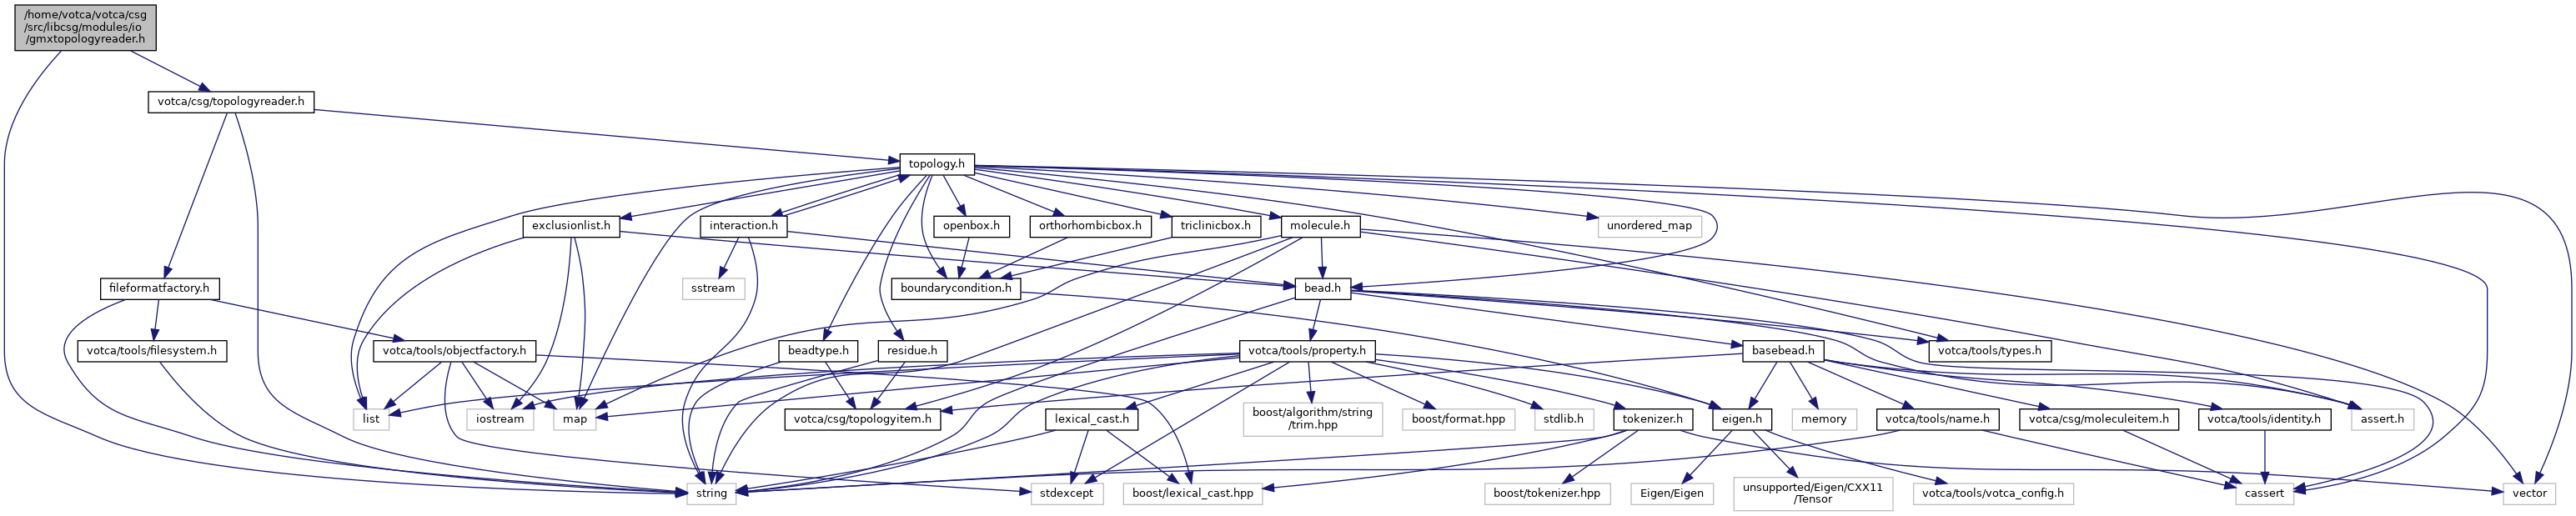 /home/votca/votca/csg
/src/libcsg/modules/io
/gmxtopologyreader.h
votca/csg/topologyreader.h
topology.h
exclusionlist.h
interaction.h
openbox.h
orthorhombicbox.h
triclinicbox.h
molecule.h
unordered_map
fileformatfactory.h
sstream
boundarycondition.h
bead.h
votca/tools/filesystem.h
votca/tools/objectfactory.h
beadtype.h
residue.h
votca/tools/property.h
basebead.h
votca/tools/types.h
list
iostream
map
votca/csg/topologyitem.h
lexical_cast.h
boost/algorithm/string
/trim.hpp
boost/format.hpp
stdlib.h
tokenizer.h
eigen.h
memory
votca/tools/name.h
votca/csg/moleculeitem.h
votca/tools/identity.h
assert.h
string
stdexcept
boost/lexical_cast.hpp
boost/tokenizer.hpp
Eigen/Eigen
unsupported/Eigen/CXX11
/Tensor
votca/tools/votca_config.h
cassert
vector